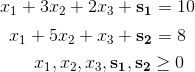 x₁ + 3x₂ + 2x₃ + s₁ = 10
x₁ + 5x₂ + x₃ + s₂ = 8
x₁, x₂, x₃, s₁, s₂ ≥ 0